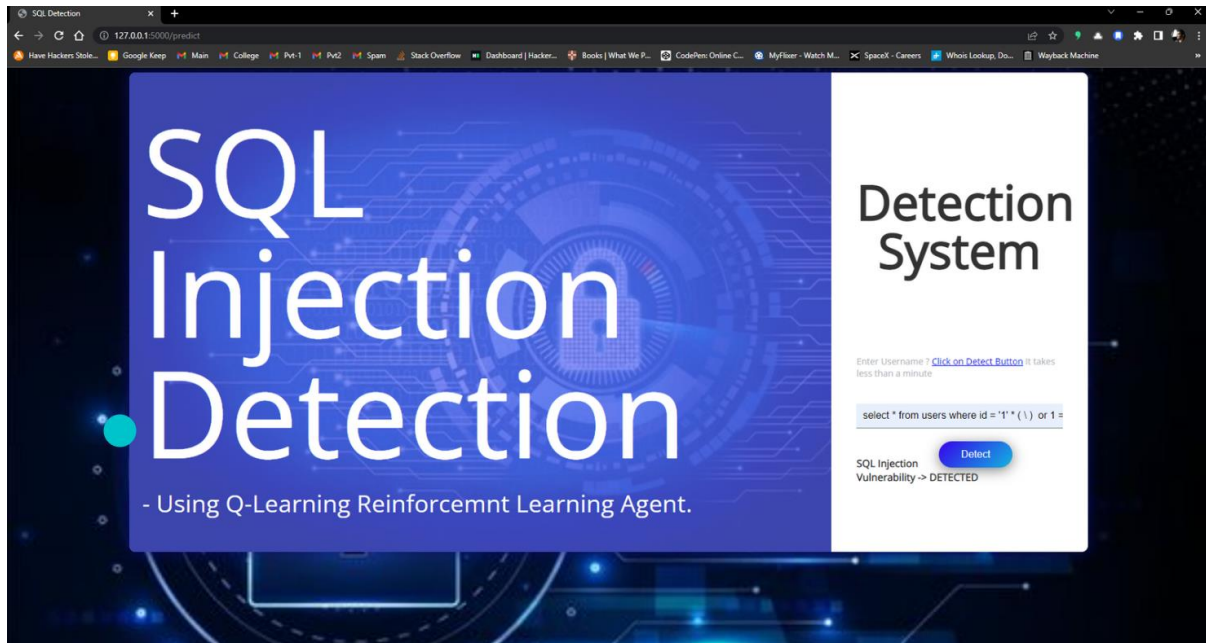 SQL Detection
127.0.0.1:5000/predict
Have Hackers Stole... Google Keep Main College Pvt-1 Pvt2 Spam Stack Overflow Dashboard | Hacker... Books | What We P... CodePen: Online C... MyFlixer - Watch M... SpaceX - Careers Whois Lookup, Do... Wayback Machine »
SQL
Injection
Detection
- Using Q-Learning Reinforcemnt Learning Agent.
Detection
System
Enter Username ? Click on Detect Button It takes
less than a minute
select * from users where id = '1' * ( \ ) or 1 =
Detect
SQL Injection
Vulnerability -> DETECTED